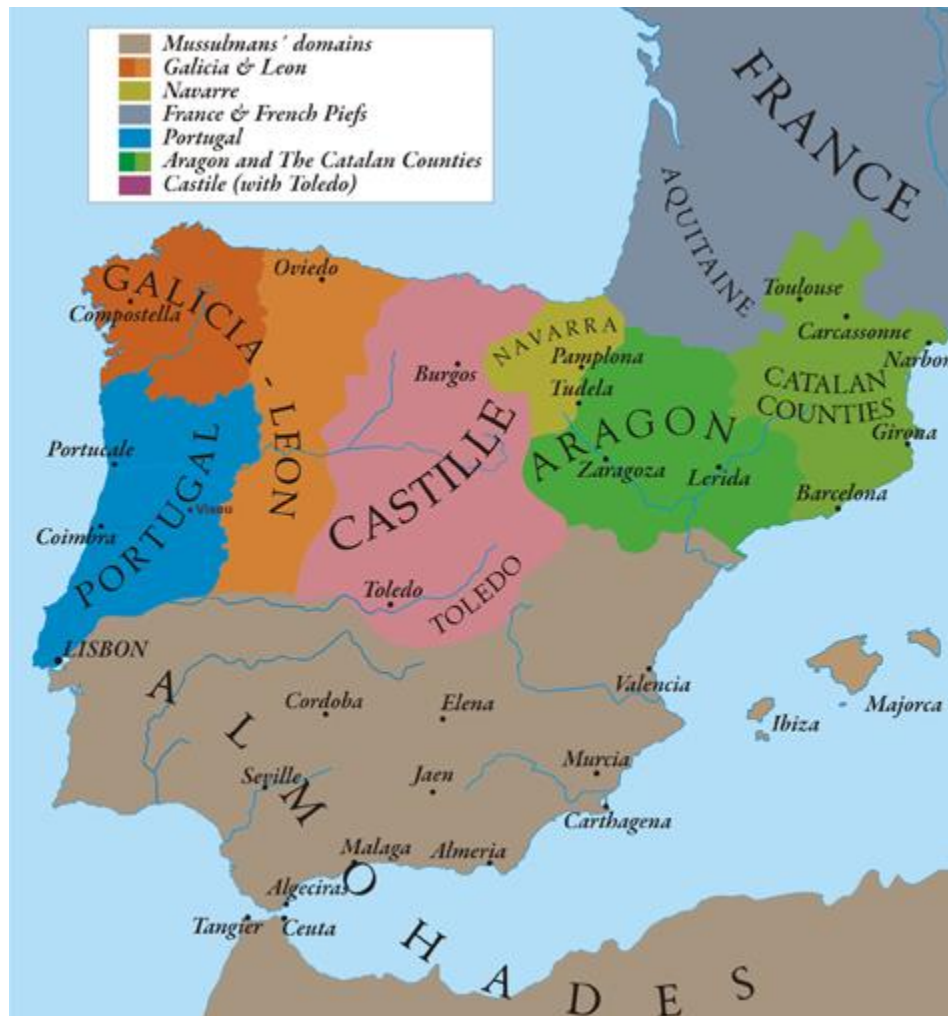 Mussulmans´ domains
Galicia & Leon
Navarre
France & French Piefs
Portugal
Aragon and The Catalan Counties
Castile (with Toledo)
FRANCE
AQUITAINE
GALICIA - LEON
Oviedo
Compostella
NAVARRA
Pamplona
Tudela
Burgos
Toulouse
Carcassonne
Narbon
CATALAN
COUNTIES
Girona
ARAGON
Zaragoza
Lerida
Barcelona
CASTILLE
PORTUGAL
Portucale
Viseu
Coimbra
Toledo
TOLEDO
LISBON
ALMOHADES
Valencia
Majorca
Ibiza
Cordoba
Elena
Murcia
Seville
Jaen
Carthagena
Malaga
Almeria
Algeciras
Tangier
Ceuta